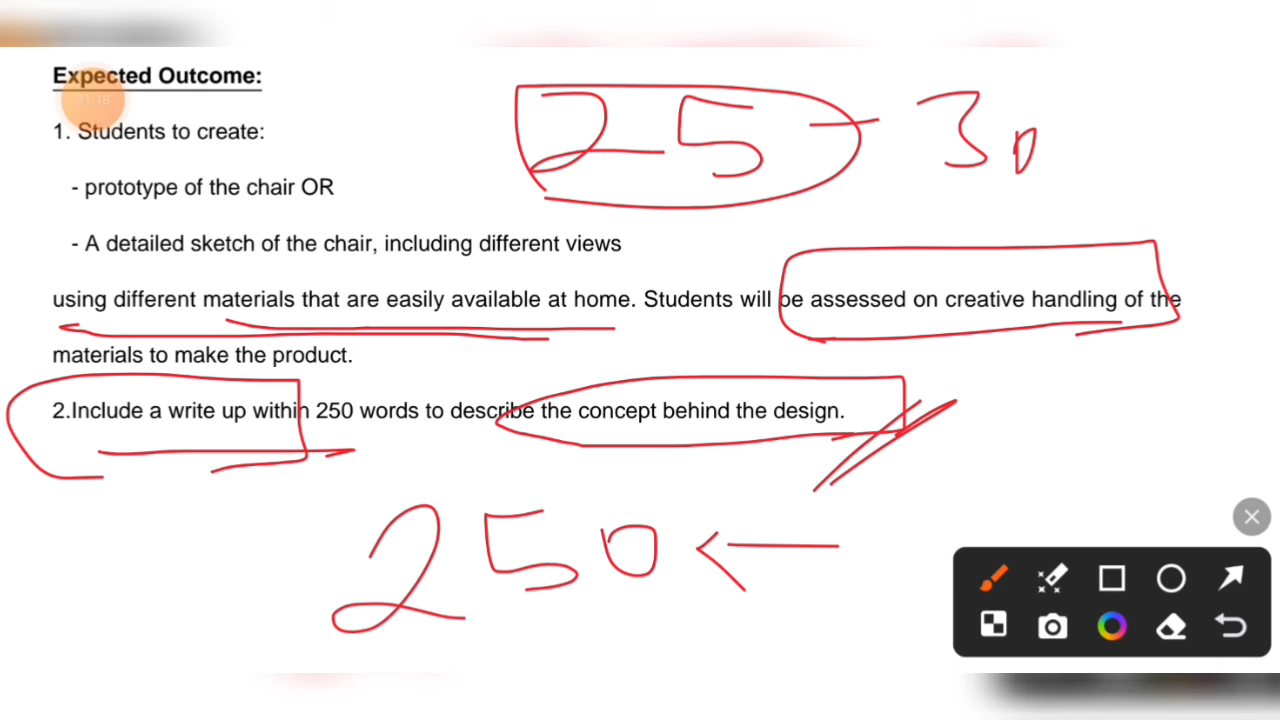 Expected Outcome:
31:18
25 - 30
1. Students to create:
- prototype of the chair OR
- A detailed sketch of the chair, including different views
using different materials that are easily available at home. Students will be assessed on creative handling of the
materials to make the product.
2.Include a write up within 250 words to describe the concept behind the design.
250 ←